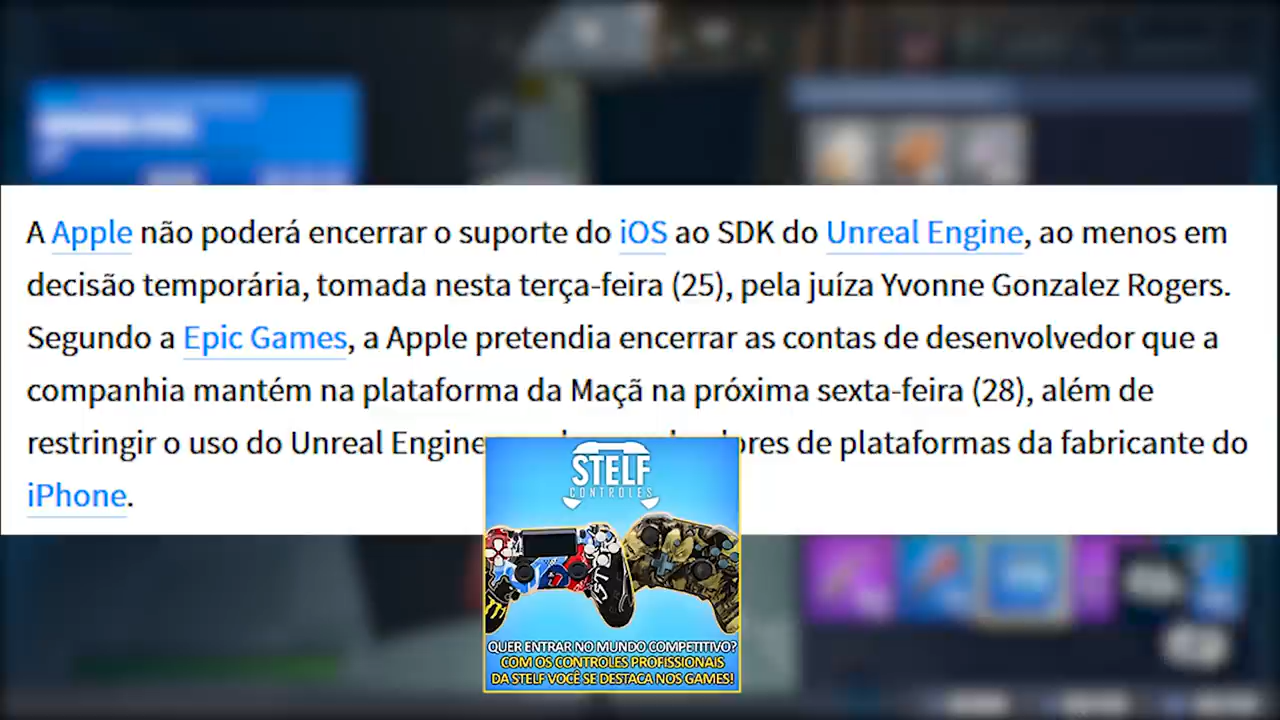 A Apple não poderá encerrar o suporte do iOS ao SDK do Unreal Engine, ao menos em
decisão temporária, tomada nesta terça-feira (25), pela juíza Yvonne Gonzalez Rogers.
Segundo a Epic Games, a Apple pretendia encerrar as contas de desenvolvedor que a
companhia mantém na plataforma da Maçã na próxima sexta-feira (28), além de
restringir o uso do Unreal Engine de plataformas da fabricante do
iPhone.
STELF
CONTROLES
QUER ENTRAR NO MUNDO COMPETITIVO?
COM OS CONTROLES PROFISSIONAIS
DA STELF VOCÊ SE DESTACA NOS GAMES!